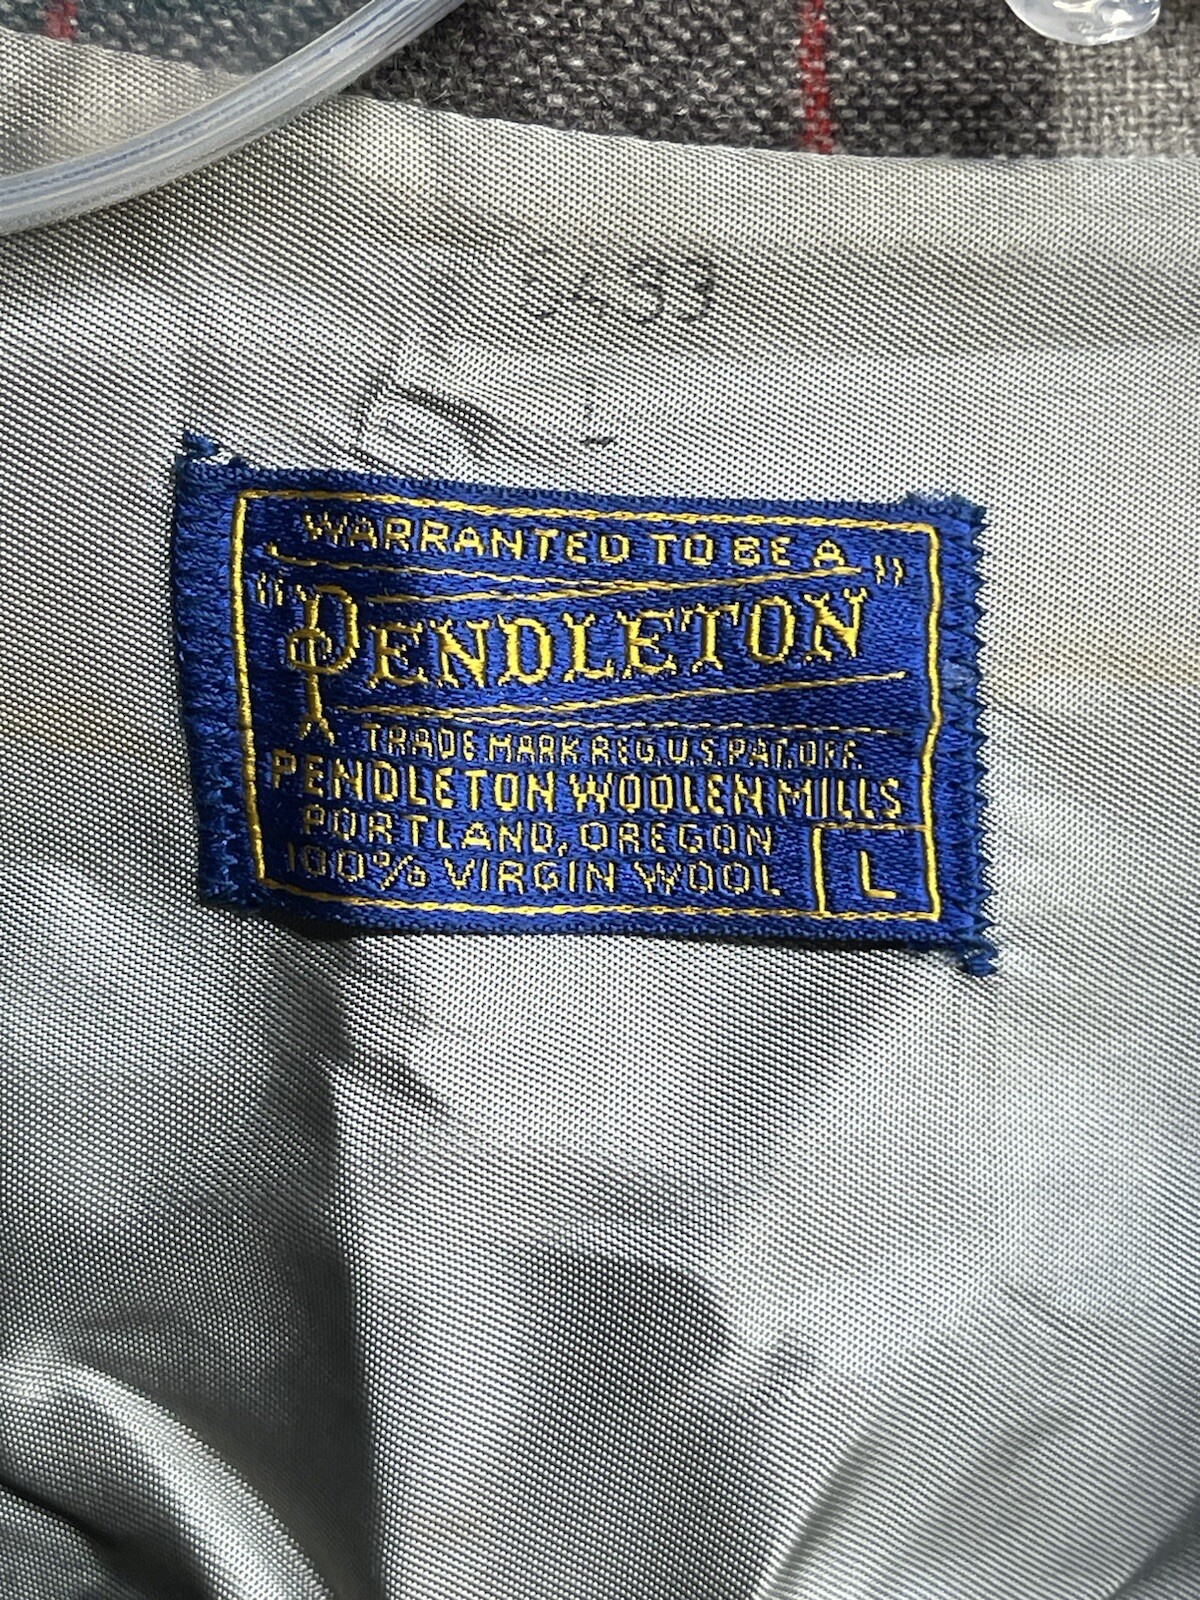 L
WARRANTED TO BE A
"PENDLETON"
TRADE MARK REG. U.S. PAT. OFF.
PENDLETON WOOLEN MILLS
PORTLAND, OREGON
100% VIRGIN WOOL
L